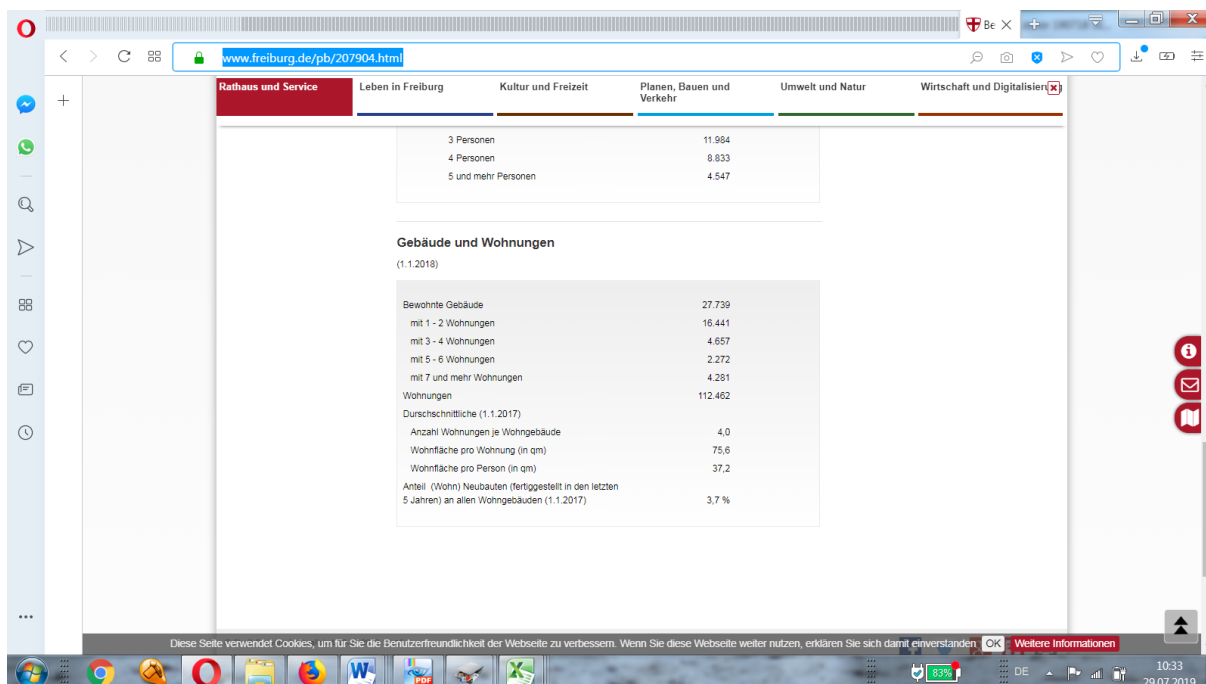 Be
www.freiburg.de/pb/207904.html
Rathaus und Service
Leben in Freiburg
Kultur und Freizeit
Planen, Bauen und
Verkehr
Umwelt und Natur
Wirtschaft und
3 Personen 11.984
4 Personen 8.833
5 und mehr Personen 4.547
Gebäude und Wohnungen
(1.1.2018)
Bewohnte Gebäude 27.739
mit 1 - 2 Wohnungen 16.441
mit 3 - 4 Wohnungen 4.657
mit 5 - 6 Wohnungen 2.272
mit 7 und mehr Wohnungen 4.281
Wohnungen 112.462
Durschschnittliche (1.1.2017)
Anzahl Wohnungen je Wohngebäude 4,0
Wohnfläche pro Wohnung (in qm) 75,6
Wohnfläche pro Person (in qm) 37,2
Anteil (Wohn) Neubauten (fertiggestellt in den letzten
5 Jahren) an allen Wohngebäuden (1.1.2017) 3,7 %
Diese Seite verwendet Cookies, um für Sie die Benutzerfreundlichkeit der Webseite zu verbessern. Wenn Sie diese Webseite weiter nutzen, erklären Sie sich damit einverstanden. OK Weitere Informationen
83%
DE
10:33
29.07.2019